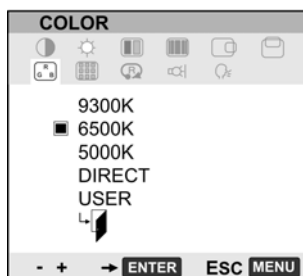 COLOR
R
G B
R
9300K
6500K
5000K
DIRECT
USER
- + → ENTER ESC MENU